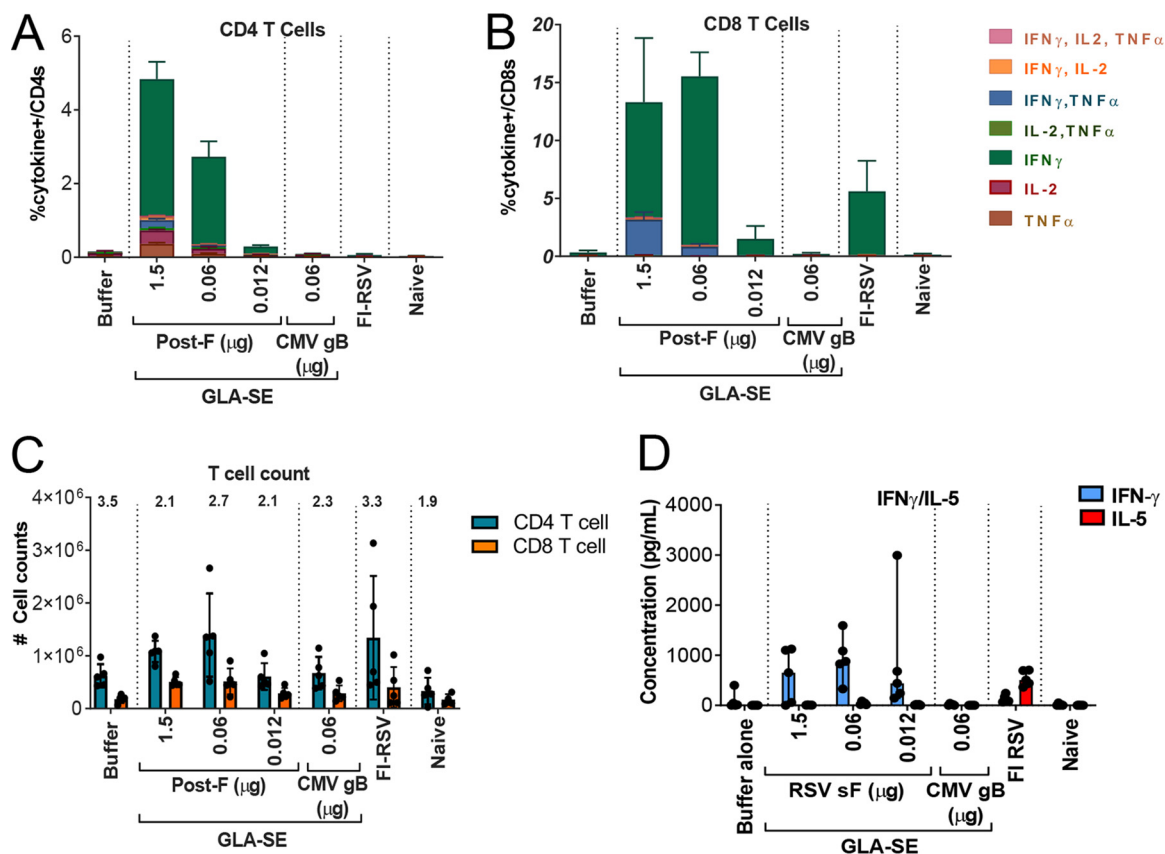 A
CD4 T Cells
%cytokine+/CD4s
6
4
2
0
Buffer
1.5
0.06
0.012
0.06
FI-RSV
Naive
Post-F (μg)
CMV gB
(μg)
GLA-SE
B
CD8 T Cells
%cytokine+/CD8s
20
15
10
5
0
Buffer
1.5
0.06
0.012
0.06
FI-RSV
Naive
Post-F (μg)
CMV gB
(μg)
GLA-SE
IFNγ, IL2, TNFα
IFNγ, IL-2
IFNγ,TNFα
IL-2,TNFα
IFNγ
IL-2
TNFα
C
T cell count
# Cell counts
4×10⁶
3×10⁶
2×10⁶
1×10⁶
0
3.5 2.1 2.7 2.1 2.3 3.3 1.9
CD4 T cell
CD8 T cell
Buffer
1.5
0.06
0.012
0.06
FI-RSV
Naive
Post-F (μg)
CMV gB
(μg)
GLA-SE
D
IFNγ/IL-5
IFN-γ
IL-5
Concentration (pg/mL)
4000
3000
2000
1000
0
Buffer alone
1.5
0.06
0.012
0.06
FI RSV
Naive
RSV sF (μg)
CMV gB
(μg)
GLA-SE